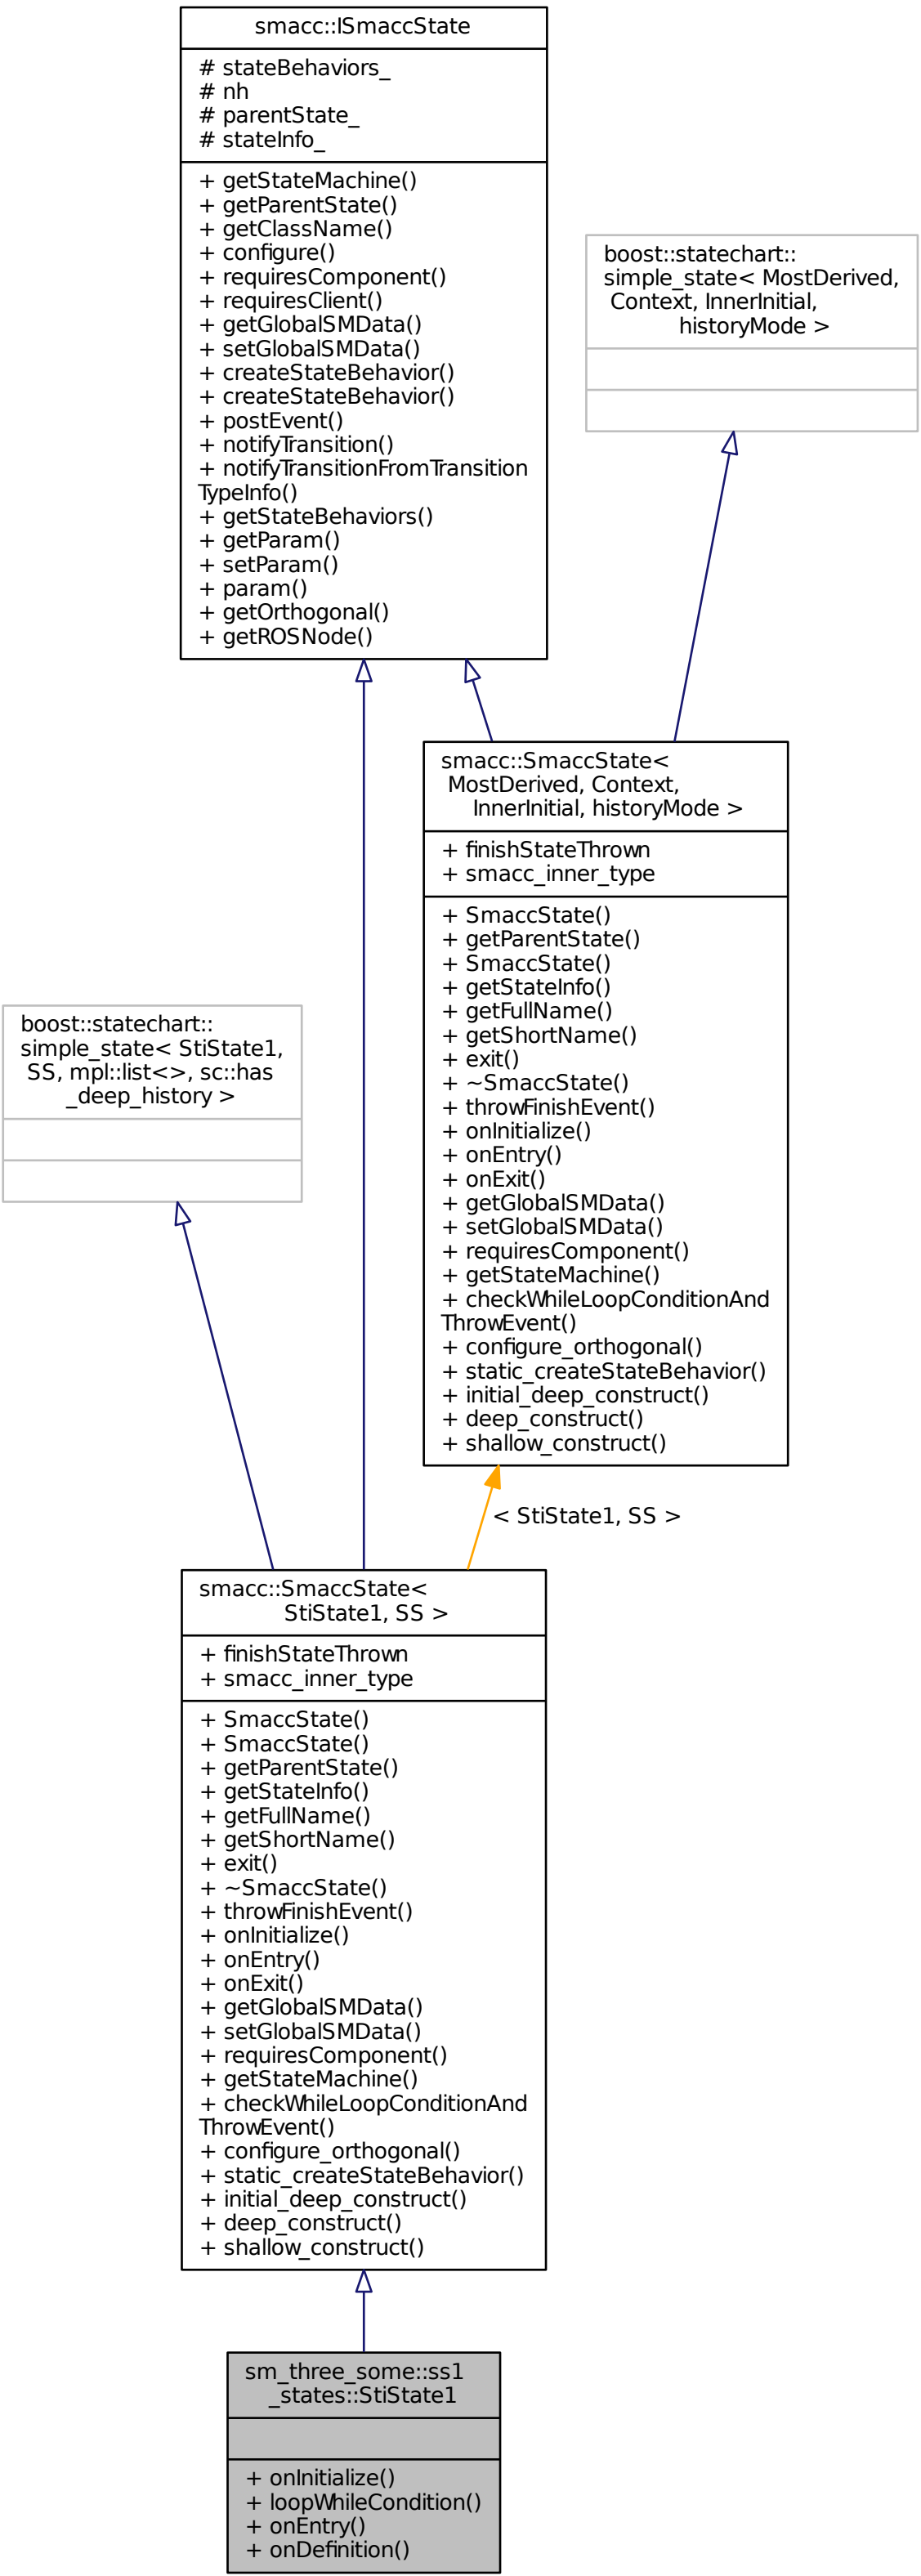 smacc::ISmaccState
# stateBehaviors_
# nh
# parentState_
# stateInfo_
+ getStateMachine()
+ getParentState()
+ getClassName()
+ configure()
+ requiresComponent()
+ requiresClient()
+ getGlobalSMData()
+ setGlobalSMData()
+ createStateBehavior()
+ createStateBehavior()
+ postEvent()
+ notifyTransition()
+ notifyTransitionFromTransition
TypeInfo()
+ getStateBehaviors()
+ getParam()
+ setParam()
+ param()
+ getOrthogonal()
+ getROSNode()
boost::statechart::
simple_state< MostDerived,
Context, InnerInitial,
historyMode >
smacc::SmaccState<
MostDerived, Context,
InnerInitial, historyMode >
+ finishStateThrown
+ smacc_inner_type
+ SmaccState()
+ getParentState()
+ SmaccState()
+ getStateInfo()
+ getFullName()
+ getShortName()
+ exit()
+ ~SmaccState()
+ throwFinishEvent()
+ onInitialize()
+ onEntry()
+ onExit()
+ getGlobalSMData()
+ setGlobalSMData()
+ requiresComponent()
+ getStateMachine()
+ checkWhileLoopConditionAnd
ThrowEvent()
+ configure_orthogonal()
+ static_createStateBehavior()
+ initial_deep_construct()
+ deep_construct()
+ shallow_construct()
boost::statechart::
simple_state< StiState1,
SS, mpl::list<>, sc::has
_deep_history >
< StiState1, SS >
smacc::SmaccState<
StiState1, SS >
+ finishStateThrown
+ smacc_inner_type
+ SmaccState()
+ SmaccState()
+ getParentState()
+ getStateInfo()
+ getFullName()
+ getShortName()
+ exit()
+ ~SmaccState()
+ throwFinishEvent()
+ onInitialize()
+ onEntry()
+ onExit()
+ getGlobalSMData()
+ setGlobalSMData()
+ requiresComponent()
+ getStateMachine()
+ checkWhileLoopConditionAnd
ThrowEvent()
+ configure_orthogonal()
+ static_createStateBehavior()
+ initial_deep_construct()
+ deep_construct()
+ shallow_construct()
sm_three_some::ss1
_states::StiState1
+ onInitialize()
+ loopWhileCondition()
+ onEntry()
+ onDefinition()